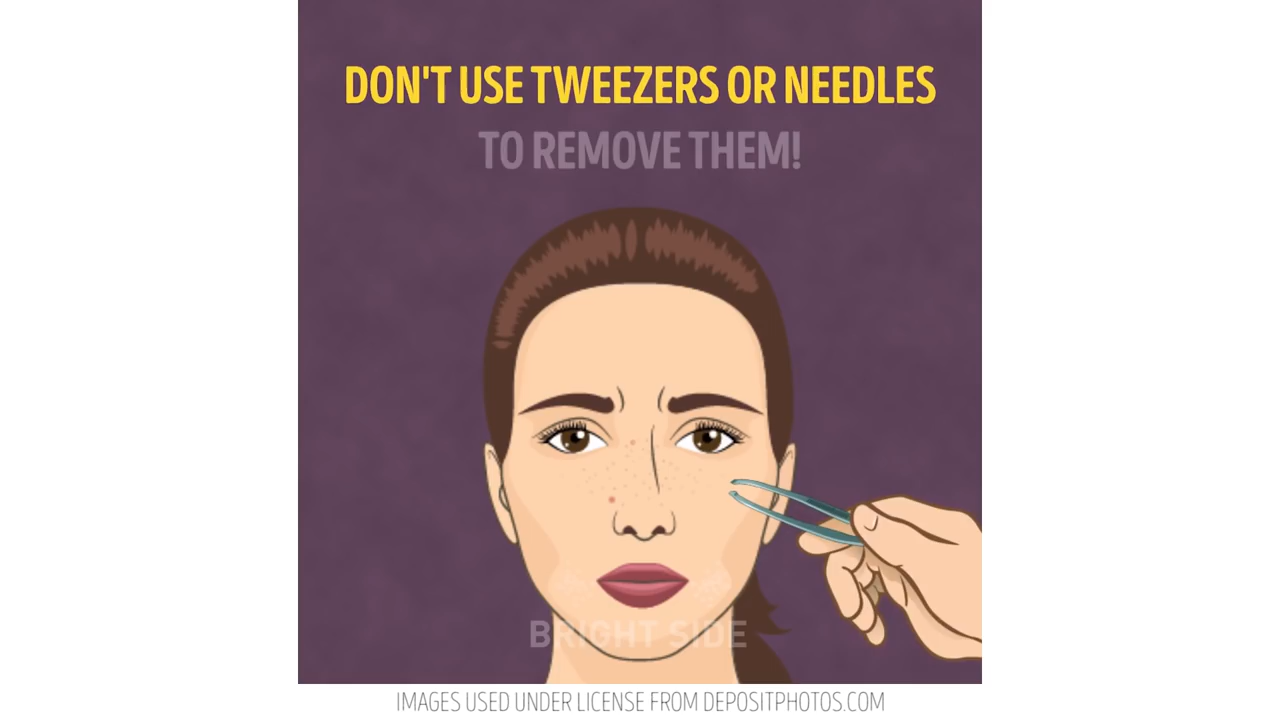 DON'T USE TWEEZERS OR NEEDLES
TO REMOVE THEM!
BRIGHT SIDE
IMAGES USED UNDER LICENSE FROM DEPOSITPHOTOS.COM